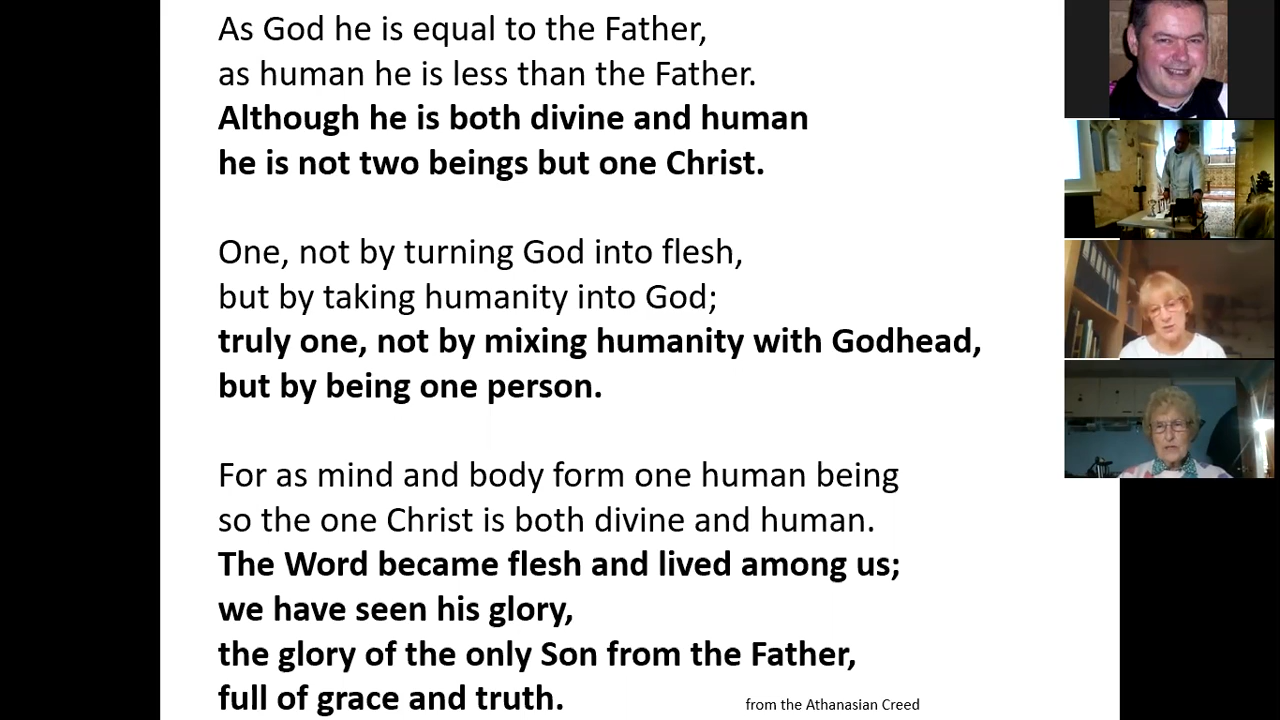 As God he is equal to the Father,
as human he is less than the Father.
Although he is both divine and human
he is not two beings but one Christ.
One, not by turning God into flesh,
but by taking humanity into God;
truly one, not by mixing humanity with Godhead,
but by being one person.
For as mind and body form one human being
so the one Christ is both divine and human.
The Word became flesh and lived among us;
we have seen his glory,
the glory of the only Son from the Father,
full of grace and truth.
from the Athanasian Creed